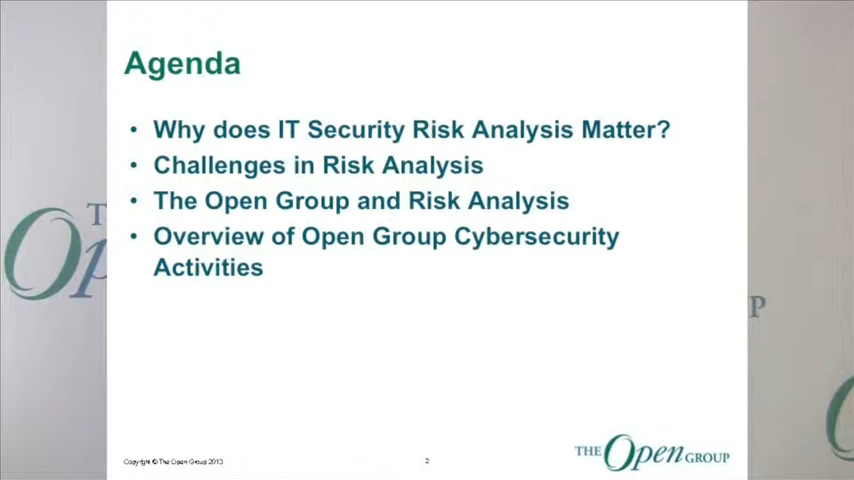 Agenda
• Why does IT Security Risk Analysis Matter?
• Challenges in Risk Analysis
• The Open Group and Risk Analysis
• Overview of Open Group Cybersecurity
Activities
Copyright © The Open Group 2013
2
THE Open GROUP
T
Op
P